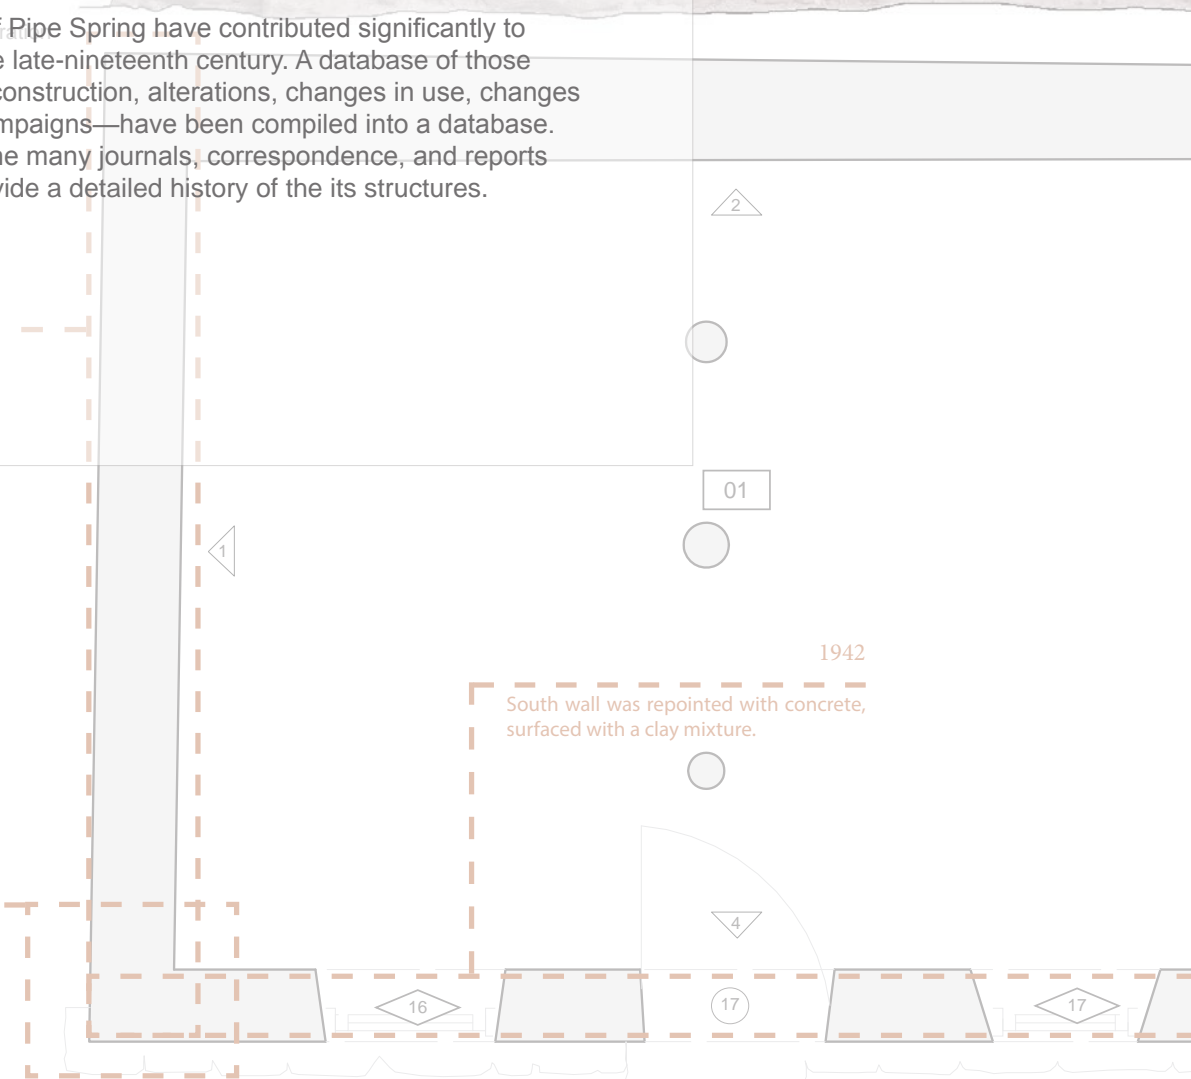 Pipe Spring have contributed significantly to
late-nineteenth century. A database of those
construction, alterations, changes in use, changes
mpaigns—have been compiled into a database.
many journals, correspondence, and reports
vide a detailed history of the its structures.
2
01
1
1942
South wall was repointed with concrete,
surfaced with a clay mixture.
4
16
17
17